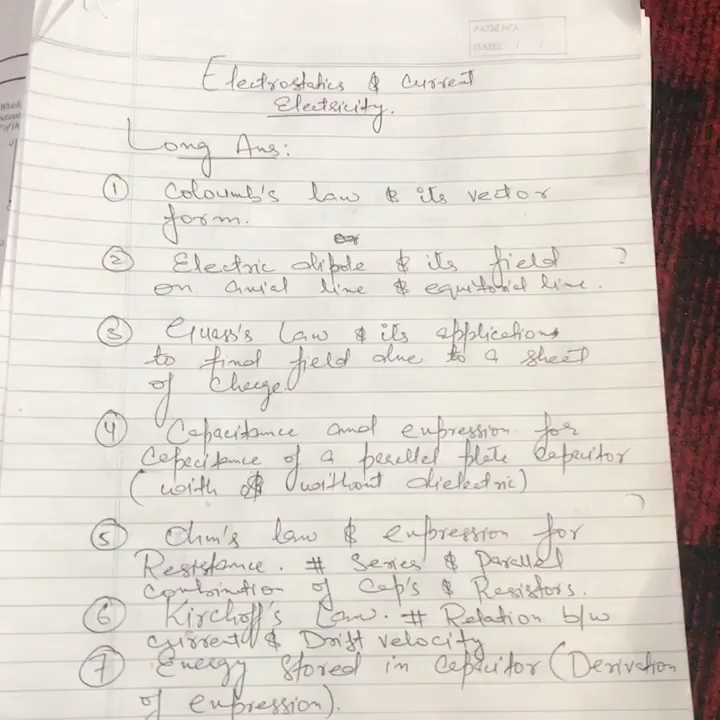 PAGE NO.
DATE: / /
Electrostatics & Current
Electricity.
Long Ans:
① Coloumb's law & its vector
form.
② Electric dipole & its field ?
on axial line & equitorial line.
③ Guass's Law & its applications
to find field due to a sheet
of Charge.
④ Capacitance and expression for
Capacitance of a parallel plate Capacitor
(with & without dielectric)
⑤ Ohm's law & expression for
Resistance. # Series & Parallel
combination of Cap's & Resistors.
⑥ Kirchoff's Law. # Relation b/w
current & Drift velocity
⑦ Energy stored in Capacitor (Derivation
of expression).